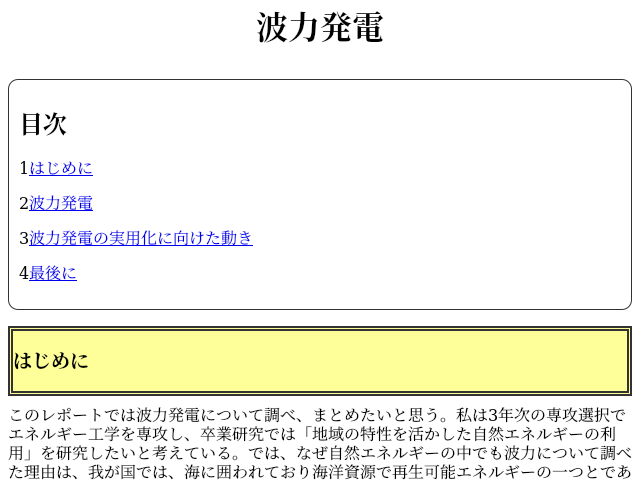 波力発電
目次
1はじめに
2波力発電
3波力発電の実用化に向けた動き
4最後に
はじめに
このレポートでは波力発電について調べ、まとめたいと思う。私は3年次の専攻選択で
エネルギー工学を専攻し、卒業研究では「地域の特性を活かした自然エネルギーの利
用」を研究したいと考えている。では、なぜ自然エネルギーの中でも波力について調べ
た理由は、我が国では、海に囲われており海洋資源で再生可能エネルギーの一つとであ